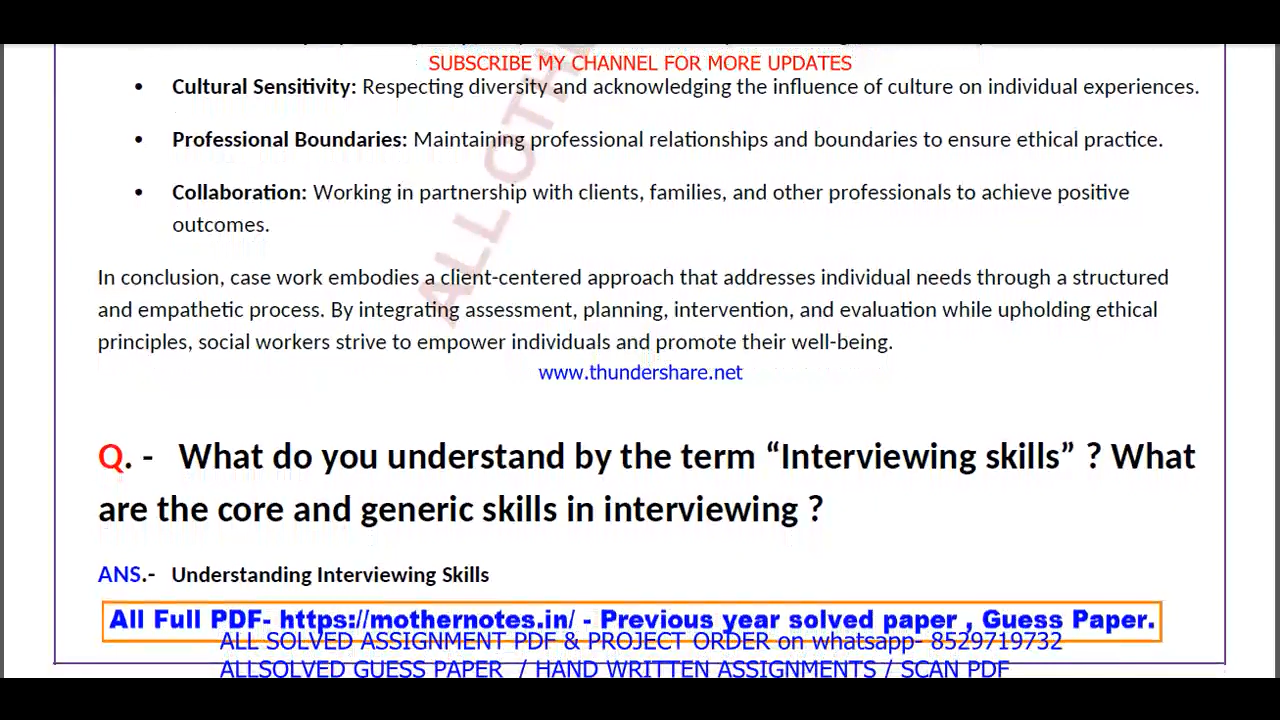 SUBSCRIBE MY CHANNEL FOR MORE UPDATES
• Cultural Sensitivity: Respecting diversity and acknowledging the influence of culture on individual experiences.
• Professional Boundaries: Maintaining professional relationships and boundaries to ensure ethical practice.
• Collaboration: Working in partnership with clients, families, and other professionals to achieve positive
outcomes.
In conclusion, case work embodies a client-centered approach that addresses individual needs through a structured
and empathetic process. By integrating assessment, planning, intervention, and evaluation while upholding ethical
principles, social workers strive to empower individuals and promote their well-being.
www.thundershare.net
Q. - What do you understand by the term “Interviewing skills” ? What
are the core and generic skills in interviewing ?
ANS.- Understanding Interviewing Skills
All Full PDF- https://mothernotes.in/ - Previous year solved paper , Guess Paper.
ALL SOLVED ASSIGNMENT PDF & PROJECT ORDER on whatsapp- 8529719732
ALLSOLVED GUESS PAPER / HAND WRITTEN ASSIGNMENTS / SCAN PDF
ALL OTH